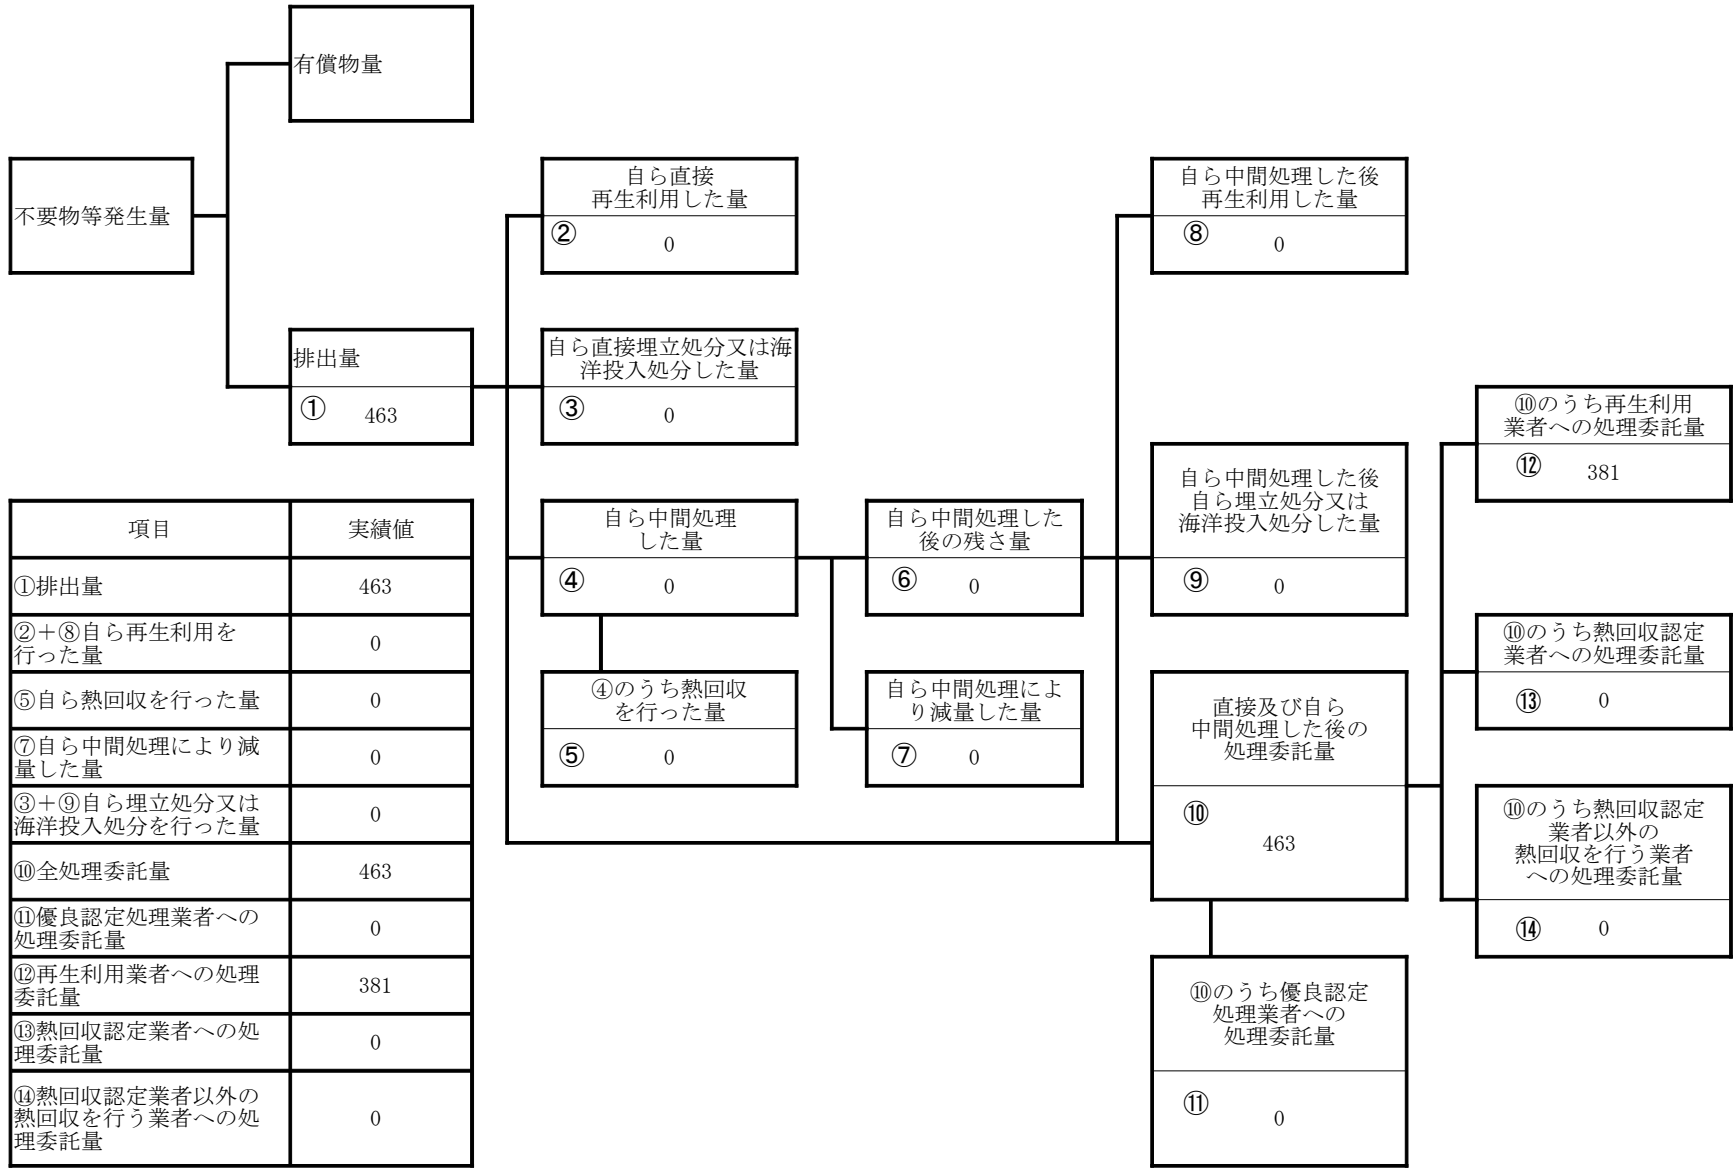 有償物量
不要物等発生量
自ら直接
再生利用した量
②
0
自ら中間処理した後
再生利用した量
⑧
0
排出量
①
463
自ら直接埋立処分又は海
洋投入処分した量
③
0
⑩のうち再生利用
業者への処理委託量
⑫
381
自ら中間処理
した量
④
0
自ら中間処理した
後の残さ量
⑥
0
自ら中間処理した後
自ら埋立処分又は
海洋投入処分した量
⑨
0
⑩のうち熱回収認定
業者への処理委託量
⑬
0
④のうち熱回収
を行った量
⑤
0
自ら中間処理によ
り減量した量
⑦
0
直接及び自ら
中間処理した後の
処理委託量
⑩
463
⑩のうち熱回収認定
業者以外の
熱回収を行う業者
への処理委託量
⑭
0
⑩のうち優良認定
処理業者への
処理委託量
⑪
0
項目
実績値
①排出量
463
②+⑧自ら再生利用を
行った量
0
⑤自ら熱回収を行った量
0
⑦自ら中間処理により減
量した量
0
③+⑨自ら埋立処分又は
海洋投入処分を行った量
0
⑩全処理委託量
463
⑪優良認定処理業者への
処理委託量
0
⑫再生利用業者への処理
委託量
381
⑬熱回収認定業者への処
理委託量
0
⑭熱回収認定業者以外の
熱回収を行う業者への処
理委託量
0